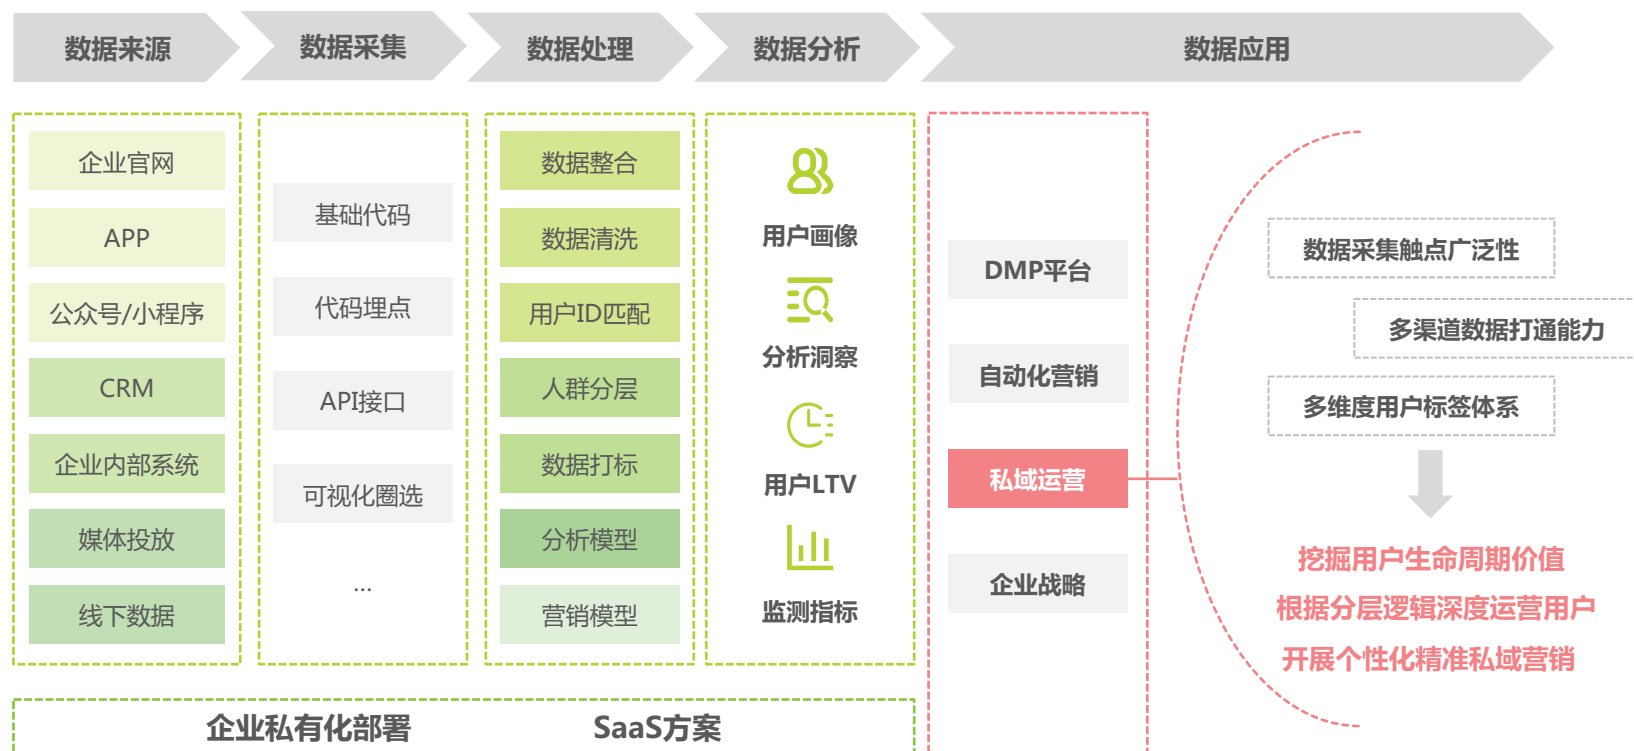 数据来源
数据采集
数据处理
数据分析
数据应用
企业官网
APP
公众号/小程序
CRM
企业内部系统
媒体投放
线下数据
基础代码
代码埋点
API接口
可视化圈选
...
数据整合
数据清洗
用户ID匹配
人群分层
数据打标
分析模型
营销模型
用户画像
分析洞察
用户LTV
监测指标
DMP平台
自动化营销
私域运营
企业战略
数据采集触点广泛性
多渠道数据打通能力
多维度用户标签体系
挖掘用户生命周期价值
根据分层逻辑深度运营用户
开展个性化精准私域营销
企业私有化部署
SaaS方案